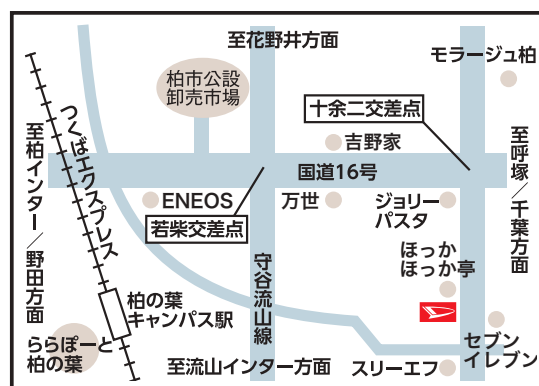 至花野井方面
モラージュ柏
柏市公設
卸売市場
十余二交差点
つくばエクスプレス
至柏インター／野田方面
吉野家
国道16号
至呼塚／千葉方面
ENEOS
万世
ジョリー
パスタ
若柴交差点
守谷流山線
ほっか
ほっか亭
柏の葉
キャンパス駅
ららぽーと
柏の葉
至流山インター方面
スリーエフ
セブン
イレブン